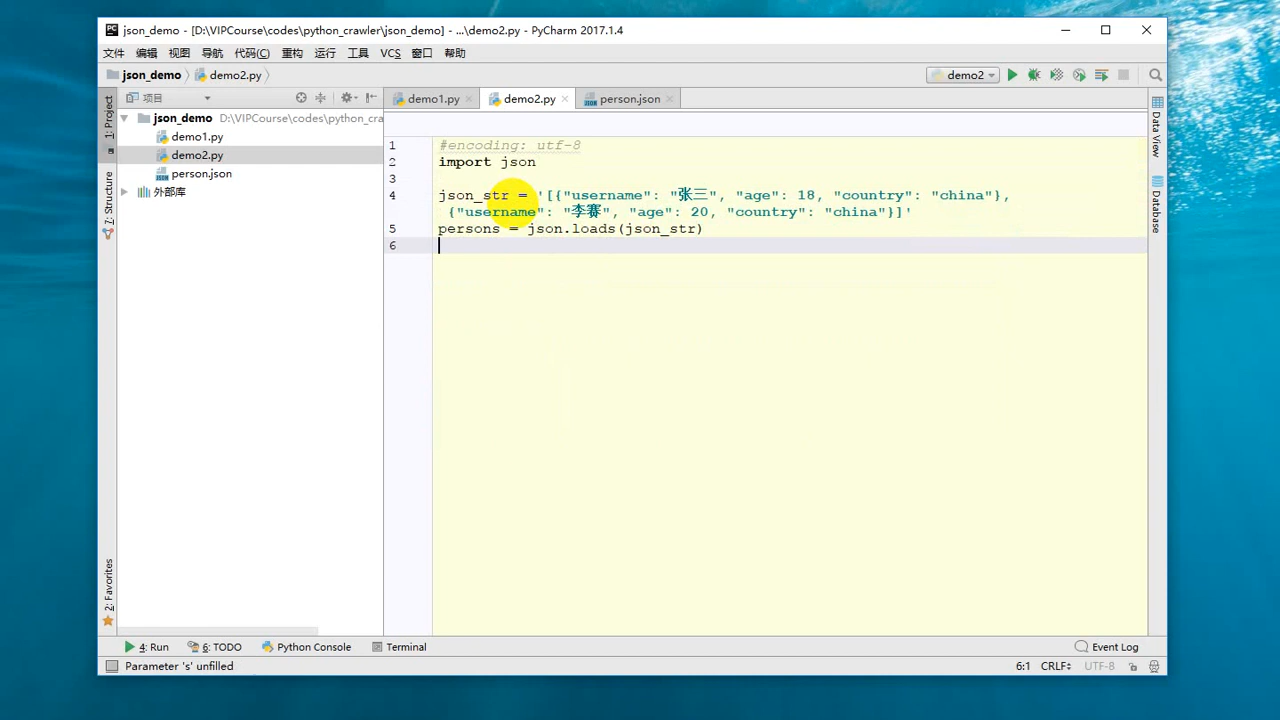 json_demo - [D:\VIPCourse\codes\python_crawler\json_demo] - ...\demo2.py - PyCharm 2017.1.4
文件 编辑 视图 导航 代码(C) 重构 运行 工具 VCS 窗口 帮助
json_demo demo2.py demo2
1: Project 项目 demo1.py demo2.py person.json
json_demo D:\VIPCourse\codes\python_cra
demo1.py
demo2.py
person.json
外部库
7: Structure
2: Favorites
1 #encoding: utf-8
2 import json
3
4 json_str = '[{"username": "张三", "age": 18, "country": "china"},
{"username": "李赛", "age": 20, "country": "china"}]'
5 persons = json.loads(json_str)
6
Data View
Database
4: Run 6: TODO Python Console Terminal Event Log
Parameter 's' unfilled 6:1 CRLF UTF-8